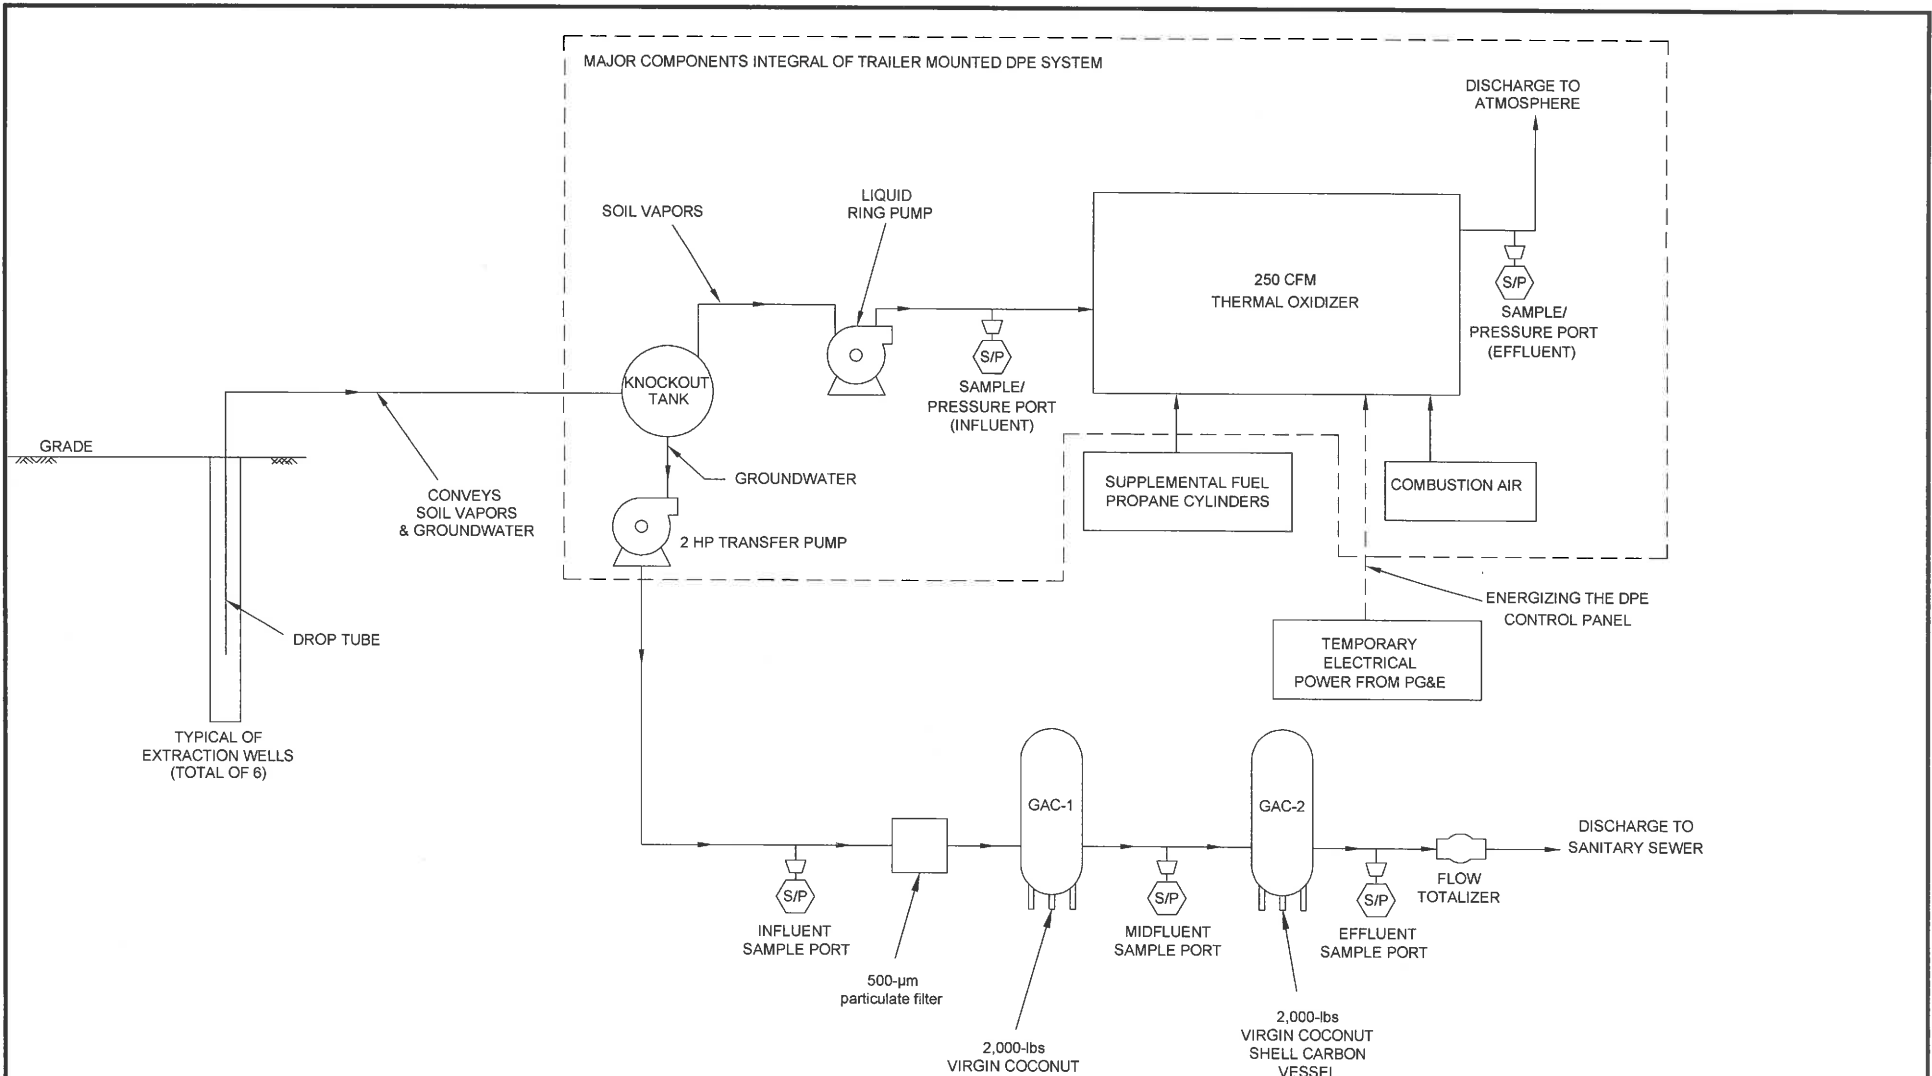 MAJOR COMPONENTS INTEGRAL OF TRAILER MOUNTED DPE SYSTEM
DISCHARGE TO
ATMOSPHERE
LIQUID
RING PUMP
SOIL VAPORS
250 CFM
THERMAL OXIDIZER
S/P
SAMPLE/
PRESSURE PORT
(EFFLUENT)
S/P
SAMPLE/
PRESSURE PORT
(INFLUENT)
KNOCKOUT
TANK
GRADE
GROUNDWATER
CONVEYS
SOIL VAPORS
& GROUNDWATER
SUPPLEMENTAL FUEL
PROPANE CYLINDERS
COMBUSTION AIR
2 HP TRANSFER PUMP
ENERGIZING THE DPE
CONTROL PANEL
DROP TUBE
TEMPORARY
ELECTRICAL
POWER FROM PG&E
TYPICAL OF
EXTRACTION WELLS
(TOTAL OF 6)
GAC-1
GAC-2
DISCHARGE TO
SANITARY SEWER
FLOW
TOTALIZER
S/P
INFLUENT
SAMPLE PORT
S/P
MIDFLUENT
SAMPLE PORT
S/P
EFFLUENT
SAMPLE PORT
500-µm
particulate filter
2,000-lbs
VIRGIN COCONUT
2,000-lbs
VIRGIN COCONUT
SHELL CARBON
VESSEL